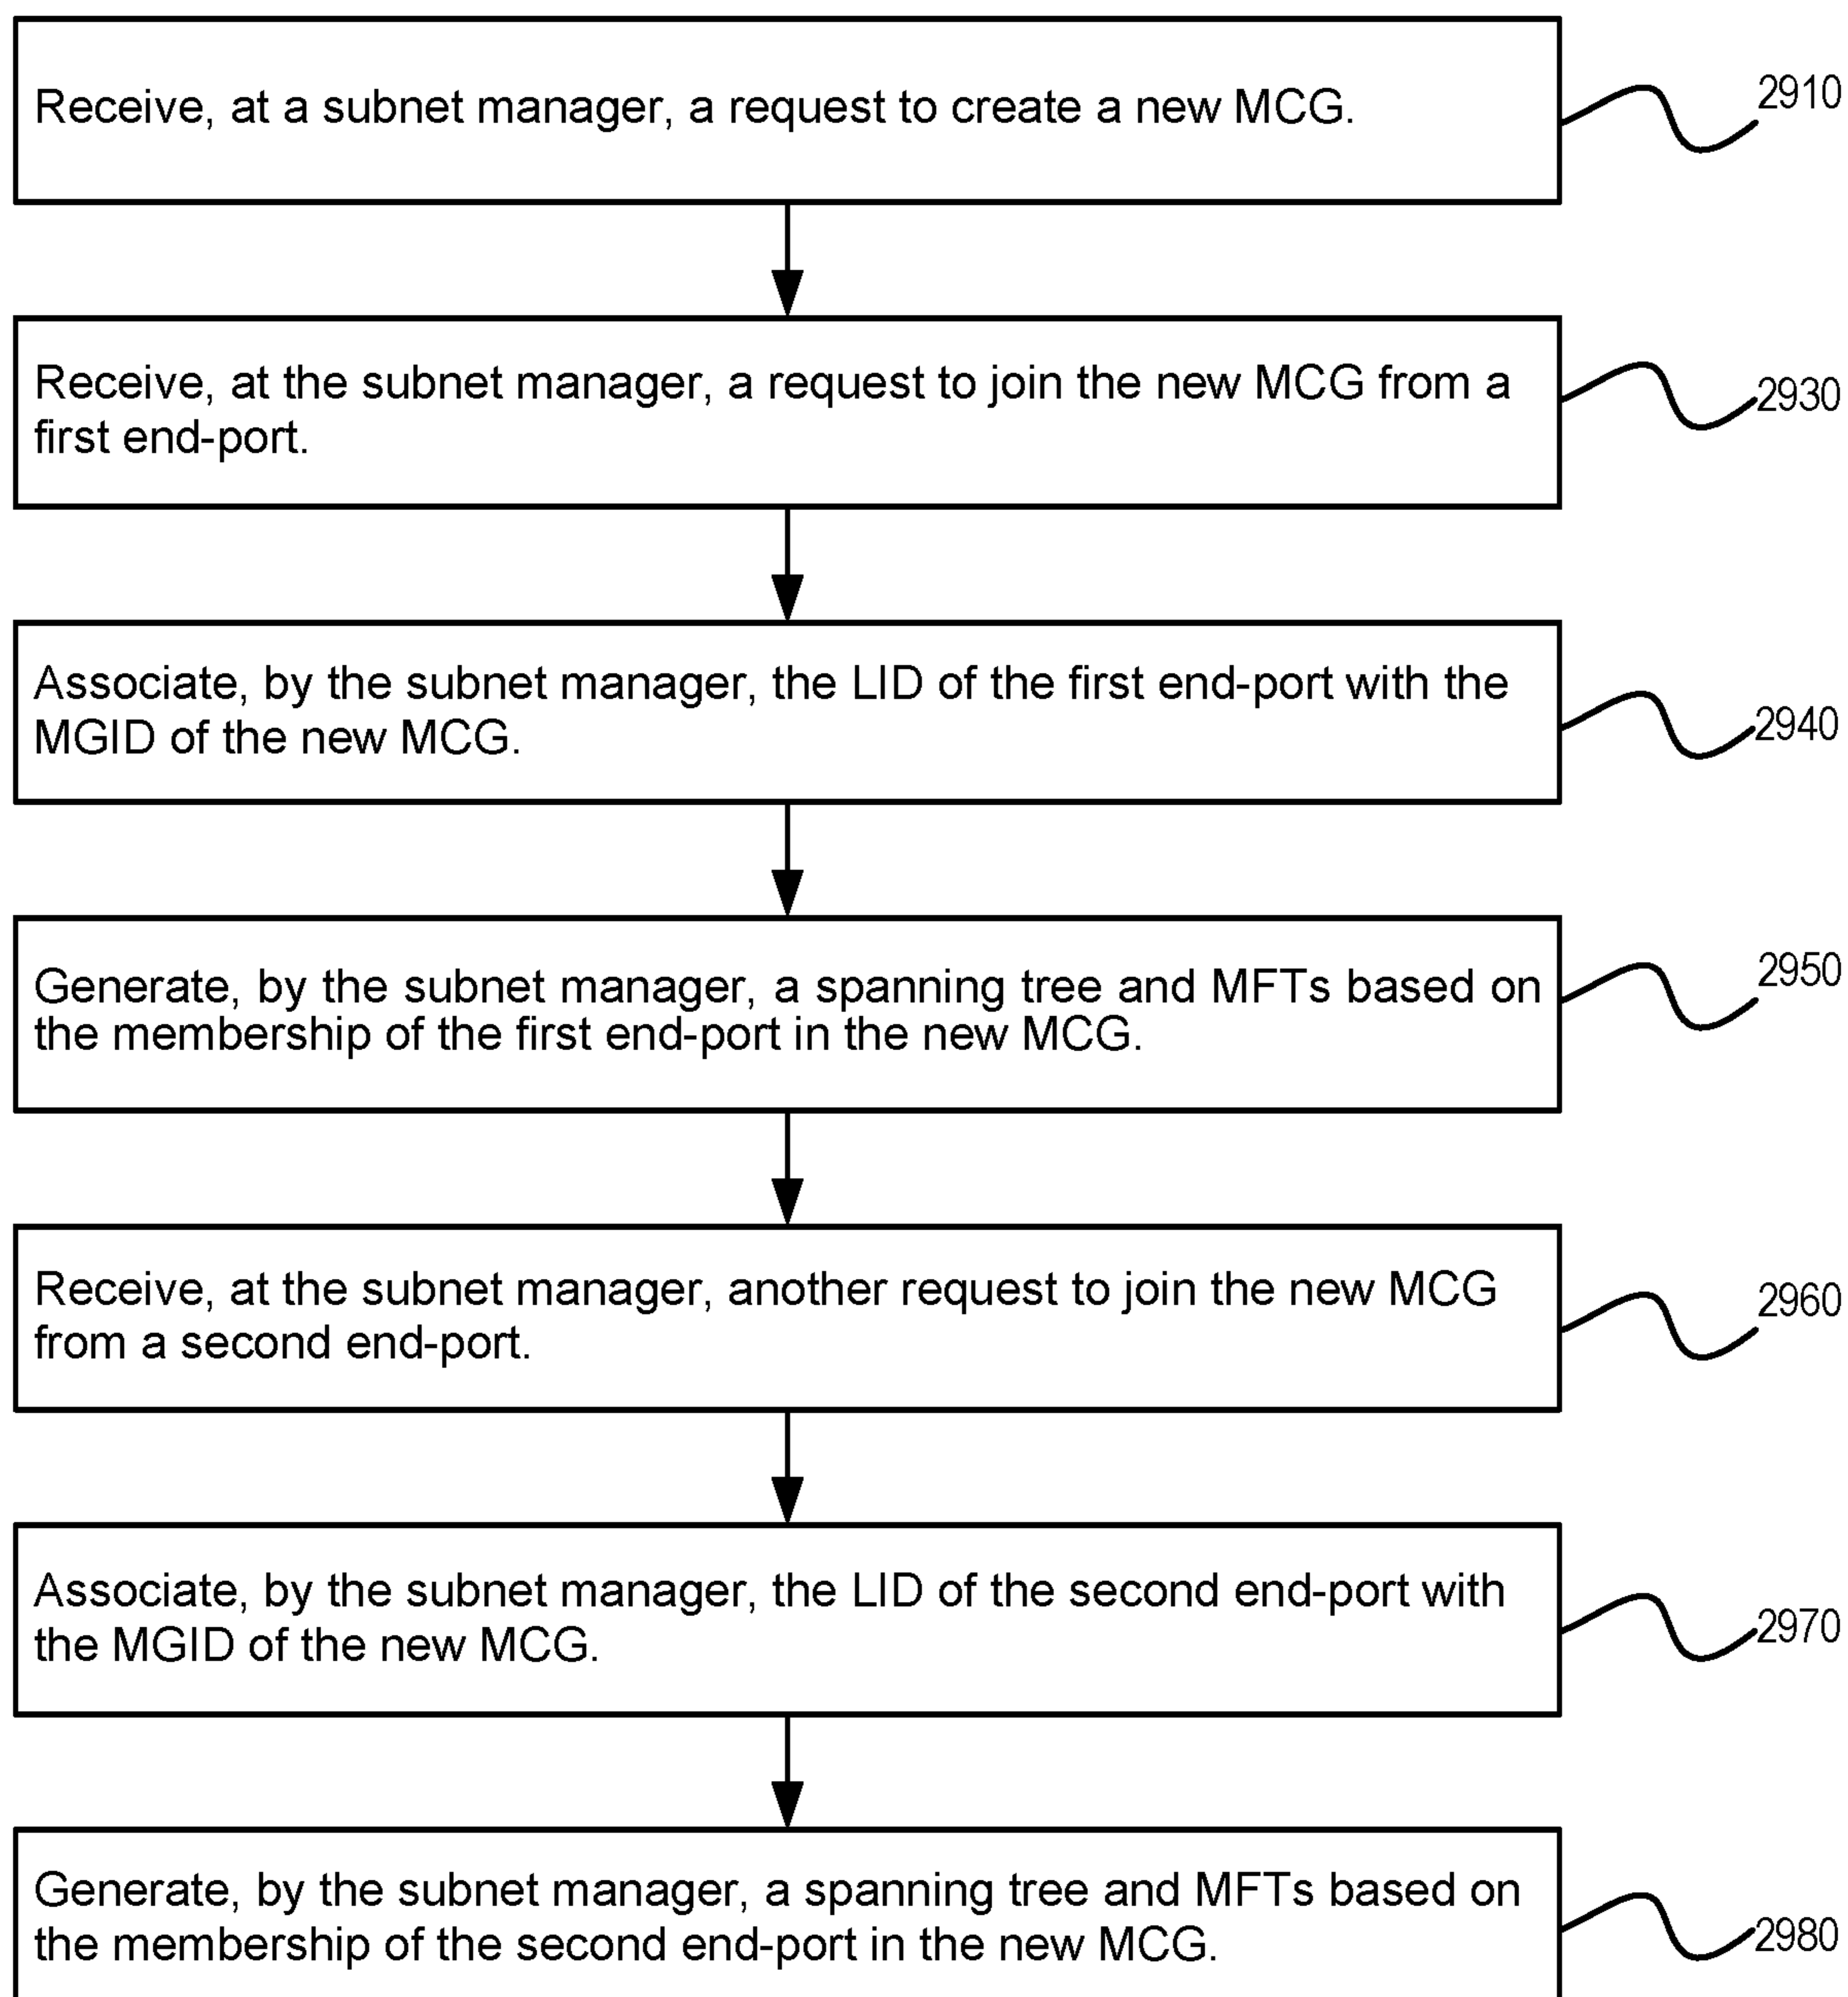 Receive, at a subnet manager, a request to create a new MCG.
2910
Receive, at the subnet manager, a request to join the new MCG from a
first end-port.
2930
Associate, by the subnet manager, the LID of the first end-port with the
MGID of the new MCG.
2940
Generate, by the subnet manager, a spanning tree and MFTs based on
the membership of the first end-port in the new MCG.
2950
Receive, at the subnet manager, another request to join the new MCG
from a second end-port.
2960
Associate, by the subnet manager, the LID of the second end-port with
the MGID of the new MCG.
2970
Generate, by the subnet manager, a spanning tree and MFTs based on
the membership of the second end-port in the new MCG.
2980